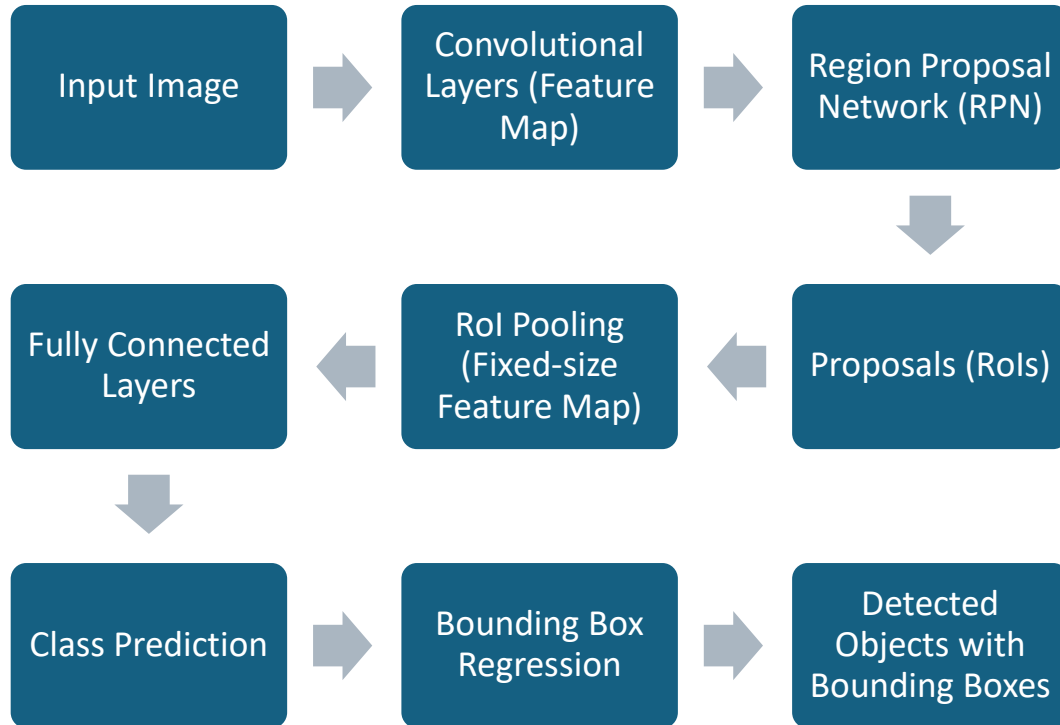 Input Image
Convolutional
Layers (Feature
Map)
Region Proposal
Network (RPN)
Proposals (RoIs)
RoI Pooling
(Fixed-size
Feature Map)
Fully Connected
Layers
Class Prediction
Bounding Box
Regression
Detected
Objects with
Bounding Boxes